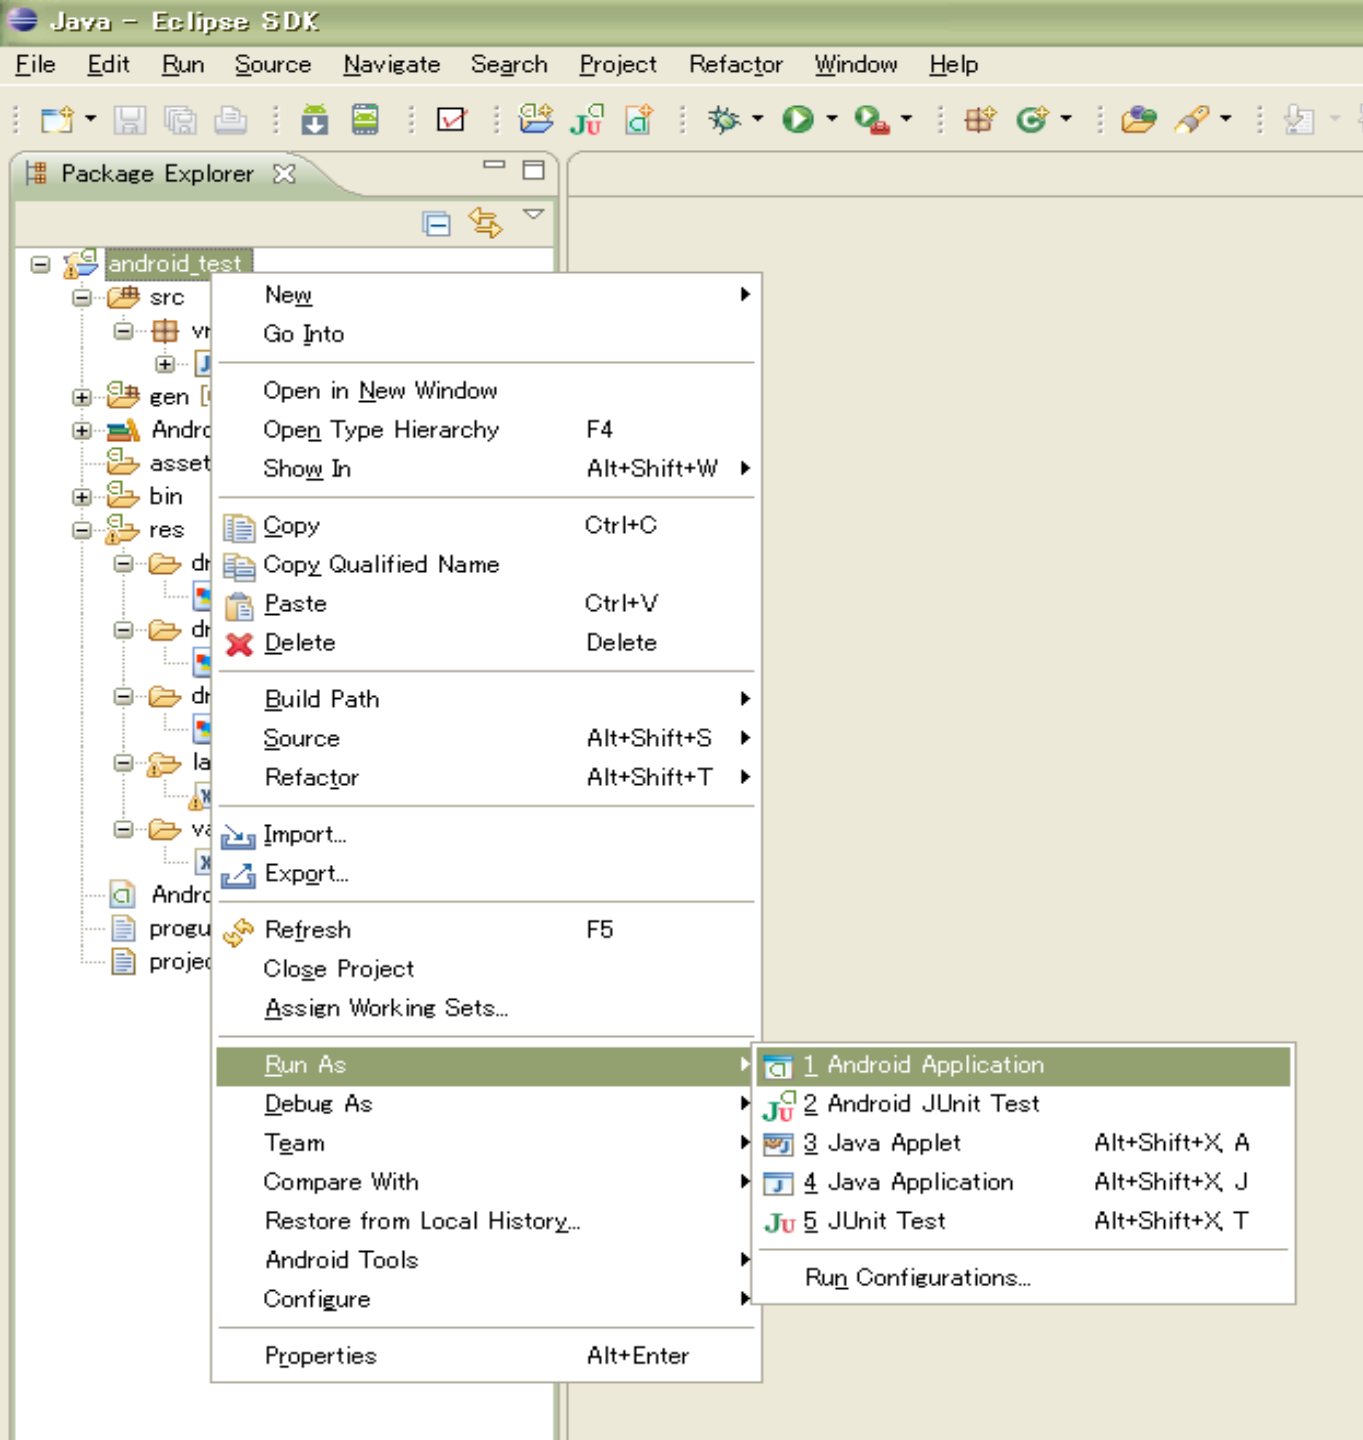 Java - Eclipse SDK
File Edit Run Source Navigate Search Project Refactor Window Help
Package Explorer
android_test
src
gen
bin
res
New
Go Into
Open in New Window
Open Type Hierarchy F4
Show In Alt+Shift+W
Copy Ctrl+C
Copy Qualified Name
Paste Ctrl+V
Delete Delete
Build Path
Source Alt+Shift+S
Refactor Alt+Shift+T
Import...
Export...
Refresh F5
Close Project
Assign Working Sets...
Run As
Debug As
Team
Compare With
Restore from Local History...
Android Tools
Configure
Properties Alt+Enter
1 Android Application
2 Android JUnit Test
3 Java Applet Alt+Shift+X, A
4 Java Application Alt+Shift+X, J
5 JUnit Test Alt+Shift+X, T
Run Configurations...